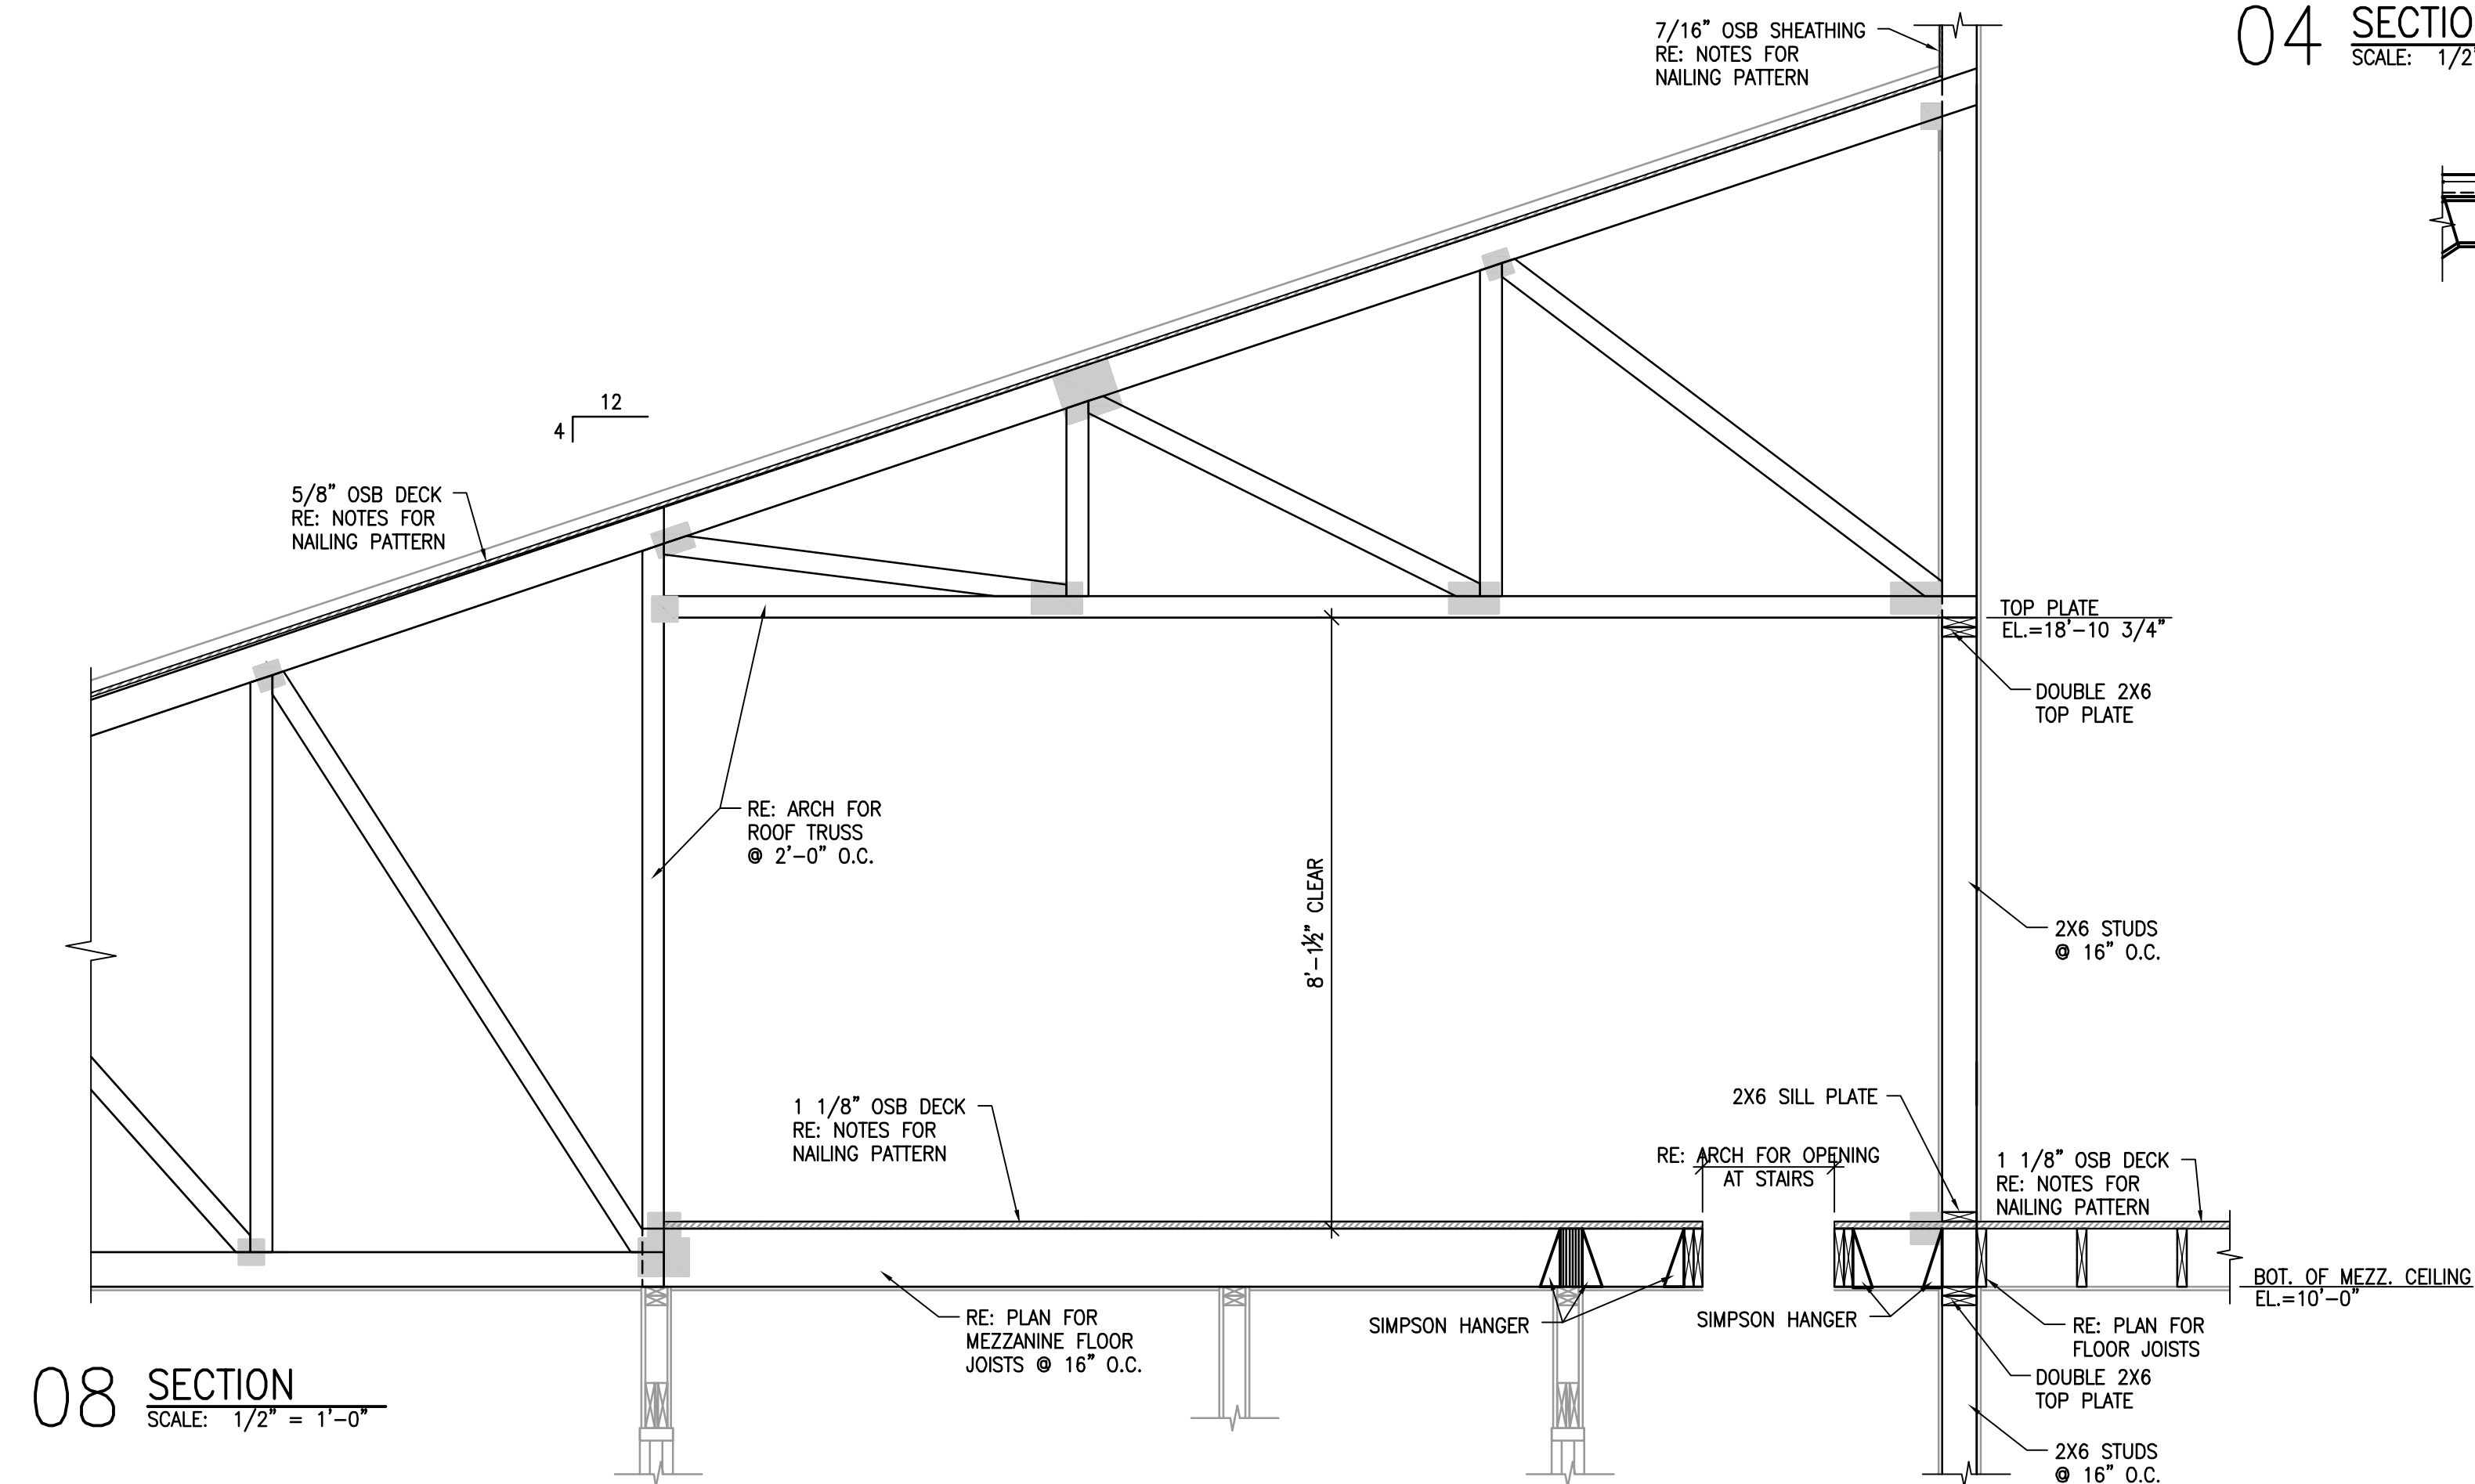 7/16" OSB SHEATHING
RE: NOTES FOR
NAILING PATTERN
04 SECTIO
SCALE: 1/2"
12
4
5/8" OSB DECK
RE: NOTES FOR
NAILING PATTERN
TOP PLATE
EL.=18'-10 3/4"
DOUBLE 2X6
TOP PLATE
RE: ARCH FOR
ROOF TRUSS
@ 2'-0" O.C.
8'-1½" CLEAR
2X6 STUDS
@ 16" O.C.
1 1/8" OSB DECK
RE: NOTES FOR
NAILING PATTERN
2X6 SILL PLATE
RE: ARCH FOR OPENING
AT STAIRS
1 1/8" OSB DECK
RE: NOTES FOR
NAILING PATTERN
BOT. OF MEZZ. CEILING
EL.=10'-0"
RE: PLAN FOR
MEZZANINE FLOOR
JOISTS @ 16" O.C.
SIMPSON HANGER
SIMPSON HANGER
RE: PLAN FOR
FLOOR JOISTS
DOUBLE 2X6
TOP PLATE
2X6 STUDS
@ 16" O.C.
08 SECTION
SCALE: 1/2" = 1'-0"